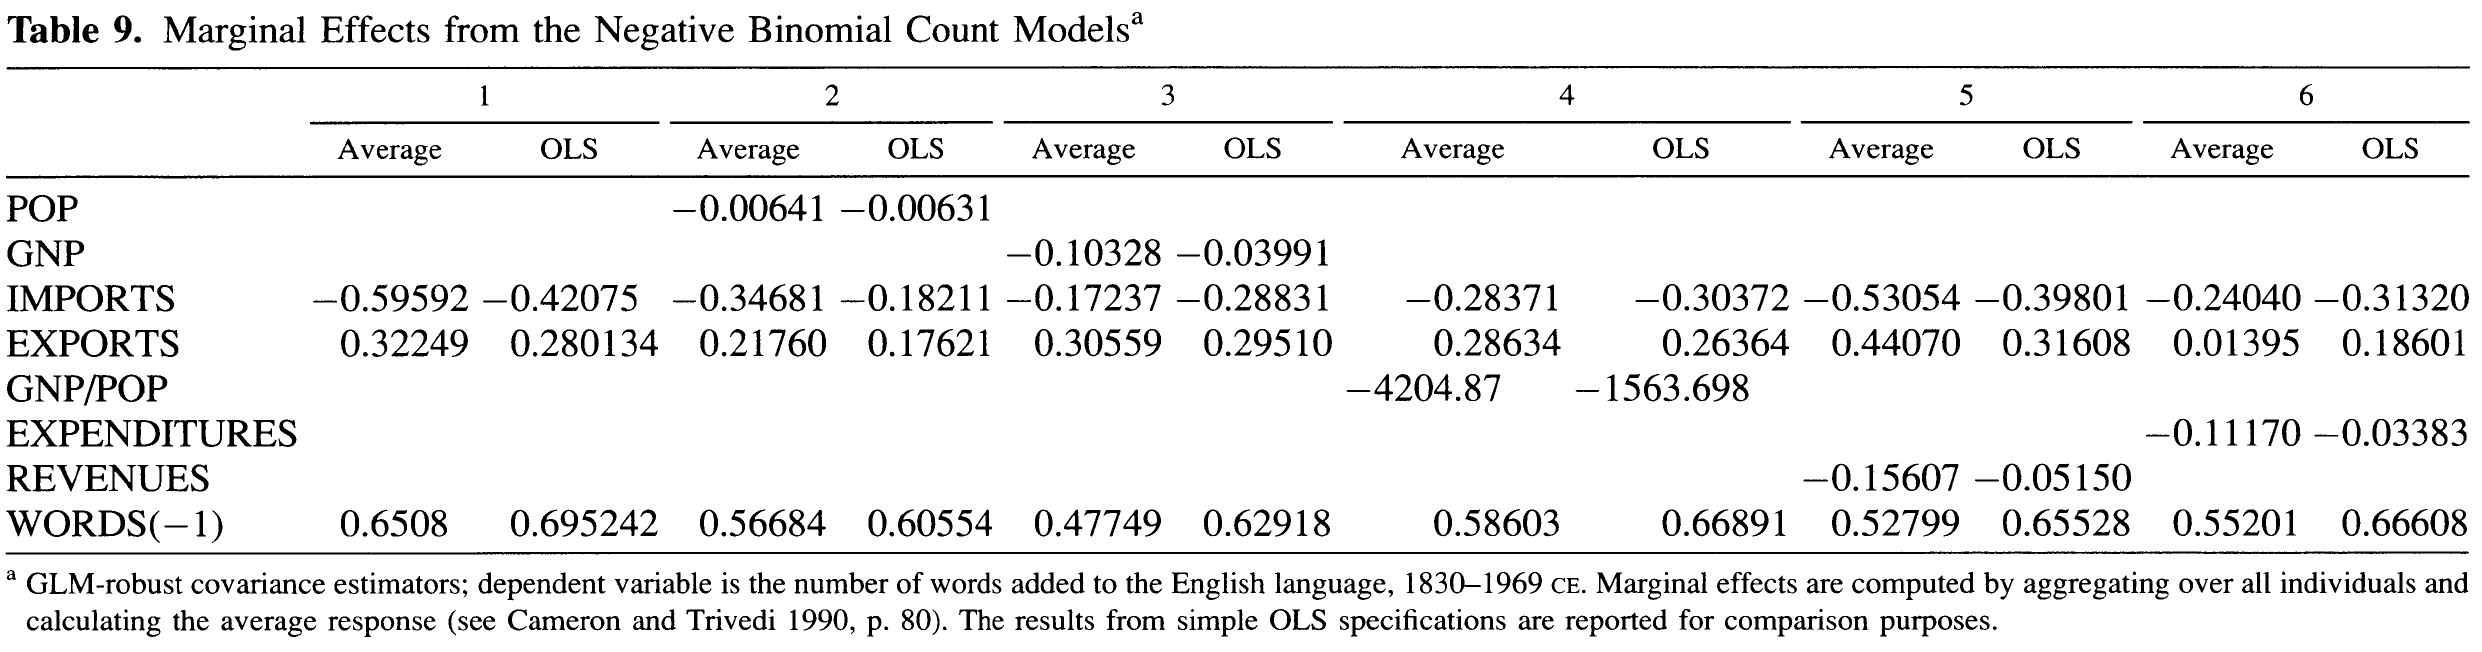 Table 9. Marginal Effects from the Negative Binomial Count Modelsᵃ
1 2 3 4 5 6
Average OLS Average OLS Average OLS Average OLS Average OLS Average OLS
POP −0.00641 −0.00631
GNP −0.10328 −0.03991
IMPORTS −0.59592 −0.42075 −0.34681 −0.18211 −0.17237 −0.28831 −0.28371 −0.30372 −0.53054 −0.39801 −0.24040 −0.31320
EXPORTS 0.32249 0.280134 0.21760 0.17621 0.30559 0.29510 0.28634 0.26364 0.44070 0.31608 0.01395 0.18601
GNP/POP −4204.87 −1563.698
EXPENDITURES −0.11170 −0.03383
REVENUES −0.15607 −0.05150
WORDS(−1) 0.6508 0.695242 0.56684 0.60554 0.47749 0.62918 0.58603 0.66891 0.52799 0.65528 0.55201 0.66608
ᵃ GLM-robust covariance estimators; dependent variable is the number of words added to the English language, 1830–1969 CE. Marginal effects are computed by aggregating over all individuals and
calculating the average response (see Cameron and Trivedi 1990, p. 80). The results from simple OLS specifications are reported for comparison purposes.